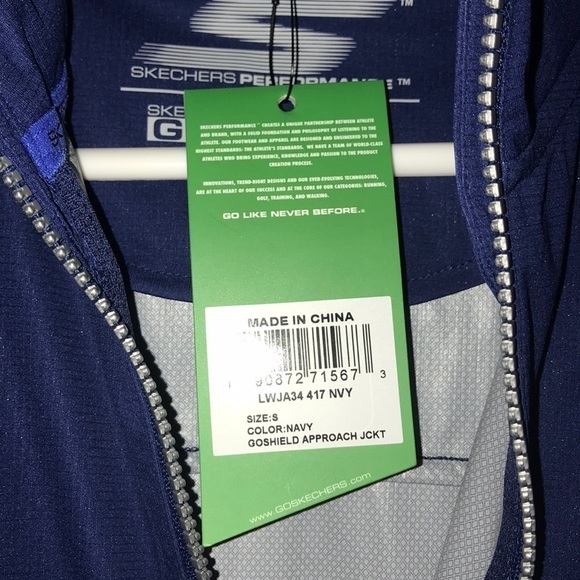 SKECHERS PERFORMANCE™ ™
SKE
G
SKECHERS PERFORMANCE™ CREATES A UNIQUE PARTNERSHIP BETWEEN ATHLETE
AND BRAND, WITH A SOLID FOUNDATION AND PHILOSOPHY OF LISTENING TO THE
ATHLETE. OUR FOOTWEAR AND APPAREL ARE DESIGNED AND ENGINEERED TO THE
HIGHEST STANDARDS: THE ATHLETE'S STANDARDS. WE HAVE A TEAM OF WORLD-CLASS
ATHLETES WHO BRING EXPERIENCE, KNOWLEDGE AND PASSION TO THE PRODUCT
CREATION PROCESS.
INNOVATIONS, TREND-RIGHT DESIGNS AND OUR EVER-EVOLVING TECHNOLOGIES,
ARE AT THE HEART OF OUR SUCCESS AND AT THE CORE OF OUR CATEGORIES: RUNNING,
GOLF, TRAINING, AND WALKING.
GO LIKE NEVER BEFORE.®
MADE IN CHINA
90872 71567 3
LWJA34 417 NVY
SIZE:S
COLOR:NAVY
GOSHIELD APPROACH JCKT
www.GOSKECHERS.com